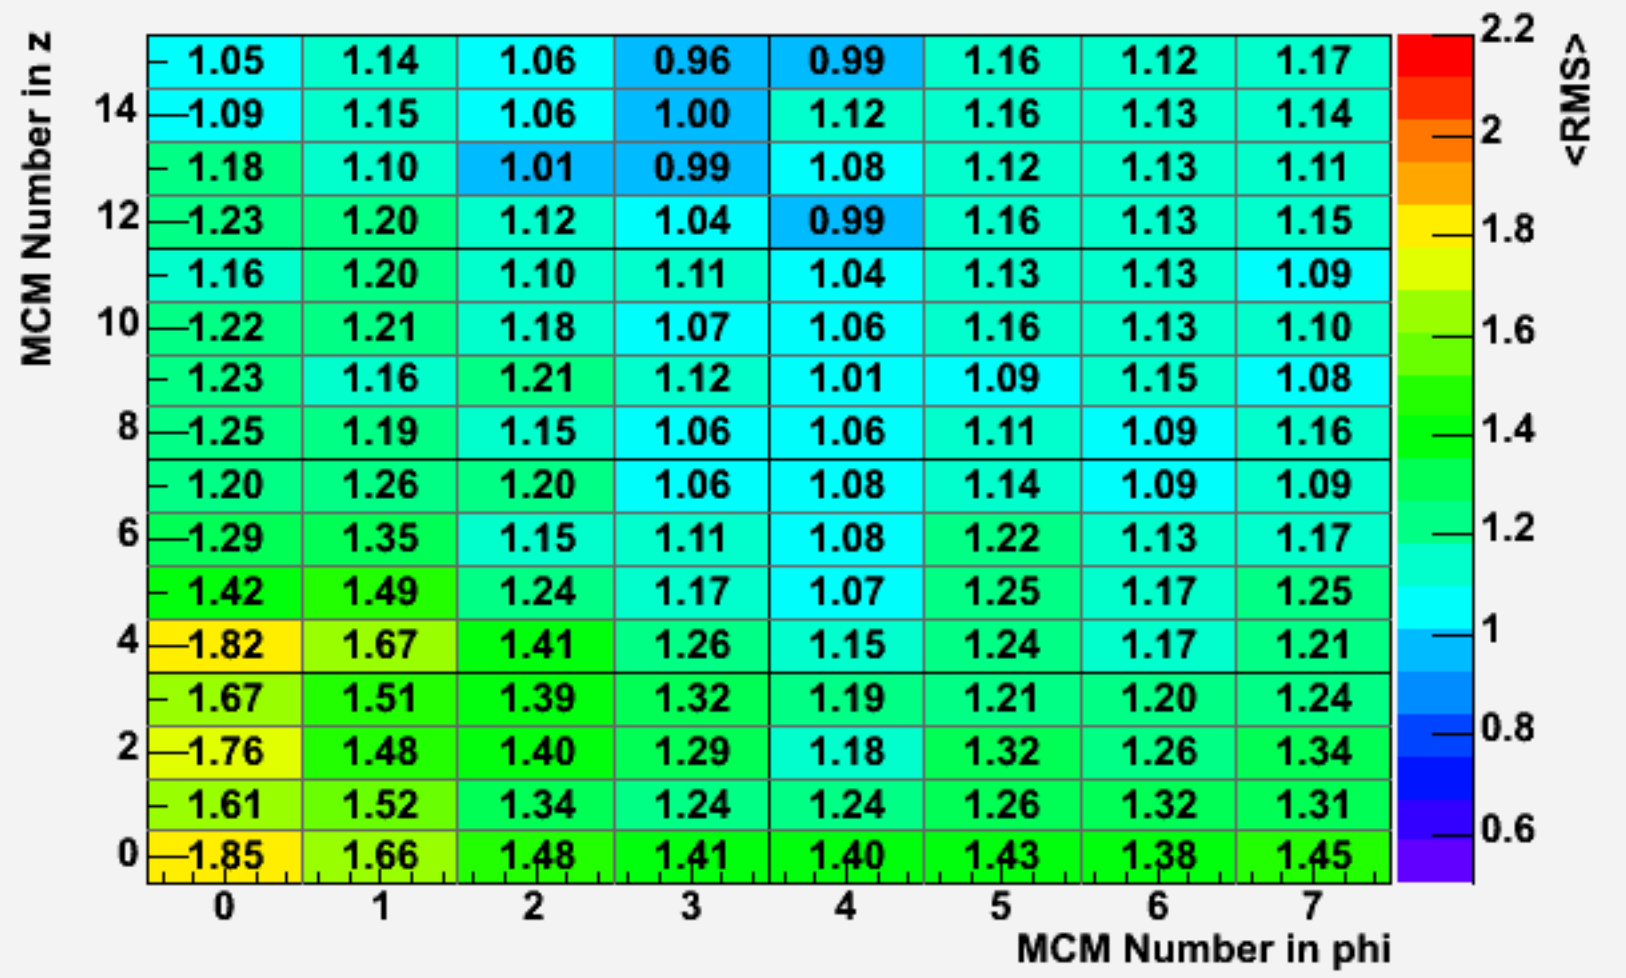 MCM Number in z
1.05 1.14 1.06 0.96 0.99 1.16 1.12 1.17
14 1.09 1.15 1.06 1.00 1.12 1.16 1.13 1.14
1.18 1.10 1.01 0.99 1.08 1.12 1.13 1.11
12 1.23 1.20 1.12 1.04 0.99 1.16 1.13 1.15
1.16 1.20 1.10 1.11 1.04 1.13 1.13 1.09
10 1.22 1.21 1.18 1.07 1.06 1.16 1.13 1.10
1.23 1.16 1.21 1.12 1.01 1.09 1.15 1.08
8 1.25 1.19 1.15 1.06 1.06 1.11 1.09 1.16
1.20 1.26 1.20 1.06 1.08 1.14 1.09 1.09
6 1.29 1.35 1.15 1.11 1.08 1.22 1.13 1.17
1.42 1.49 1.24 1.17 1.07 1.25 1.17 1.25
4 1.82 1.67 1.41 1.26 1.15 1.24 1.17 1.21
1.67 1.51 1.39 1.32 1.19 1.21 1.20 1.24
2 1.76 1.48 1.40 1.29 1.18 1.32 1.26 1.34
1.61 1.52 1.34 1.24 1.24 1.26 1.32 1.31
0 1.85 1.66 1.48 1.41 1.40 1.43 1.38 1.45
0 1 2 3 4 5 6 7
MCM Number in phi
2.2
2
1.8
1.6
1.4
1.2
1
0.8
0.6
<RMS>